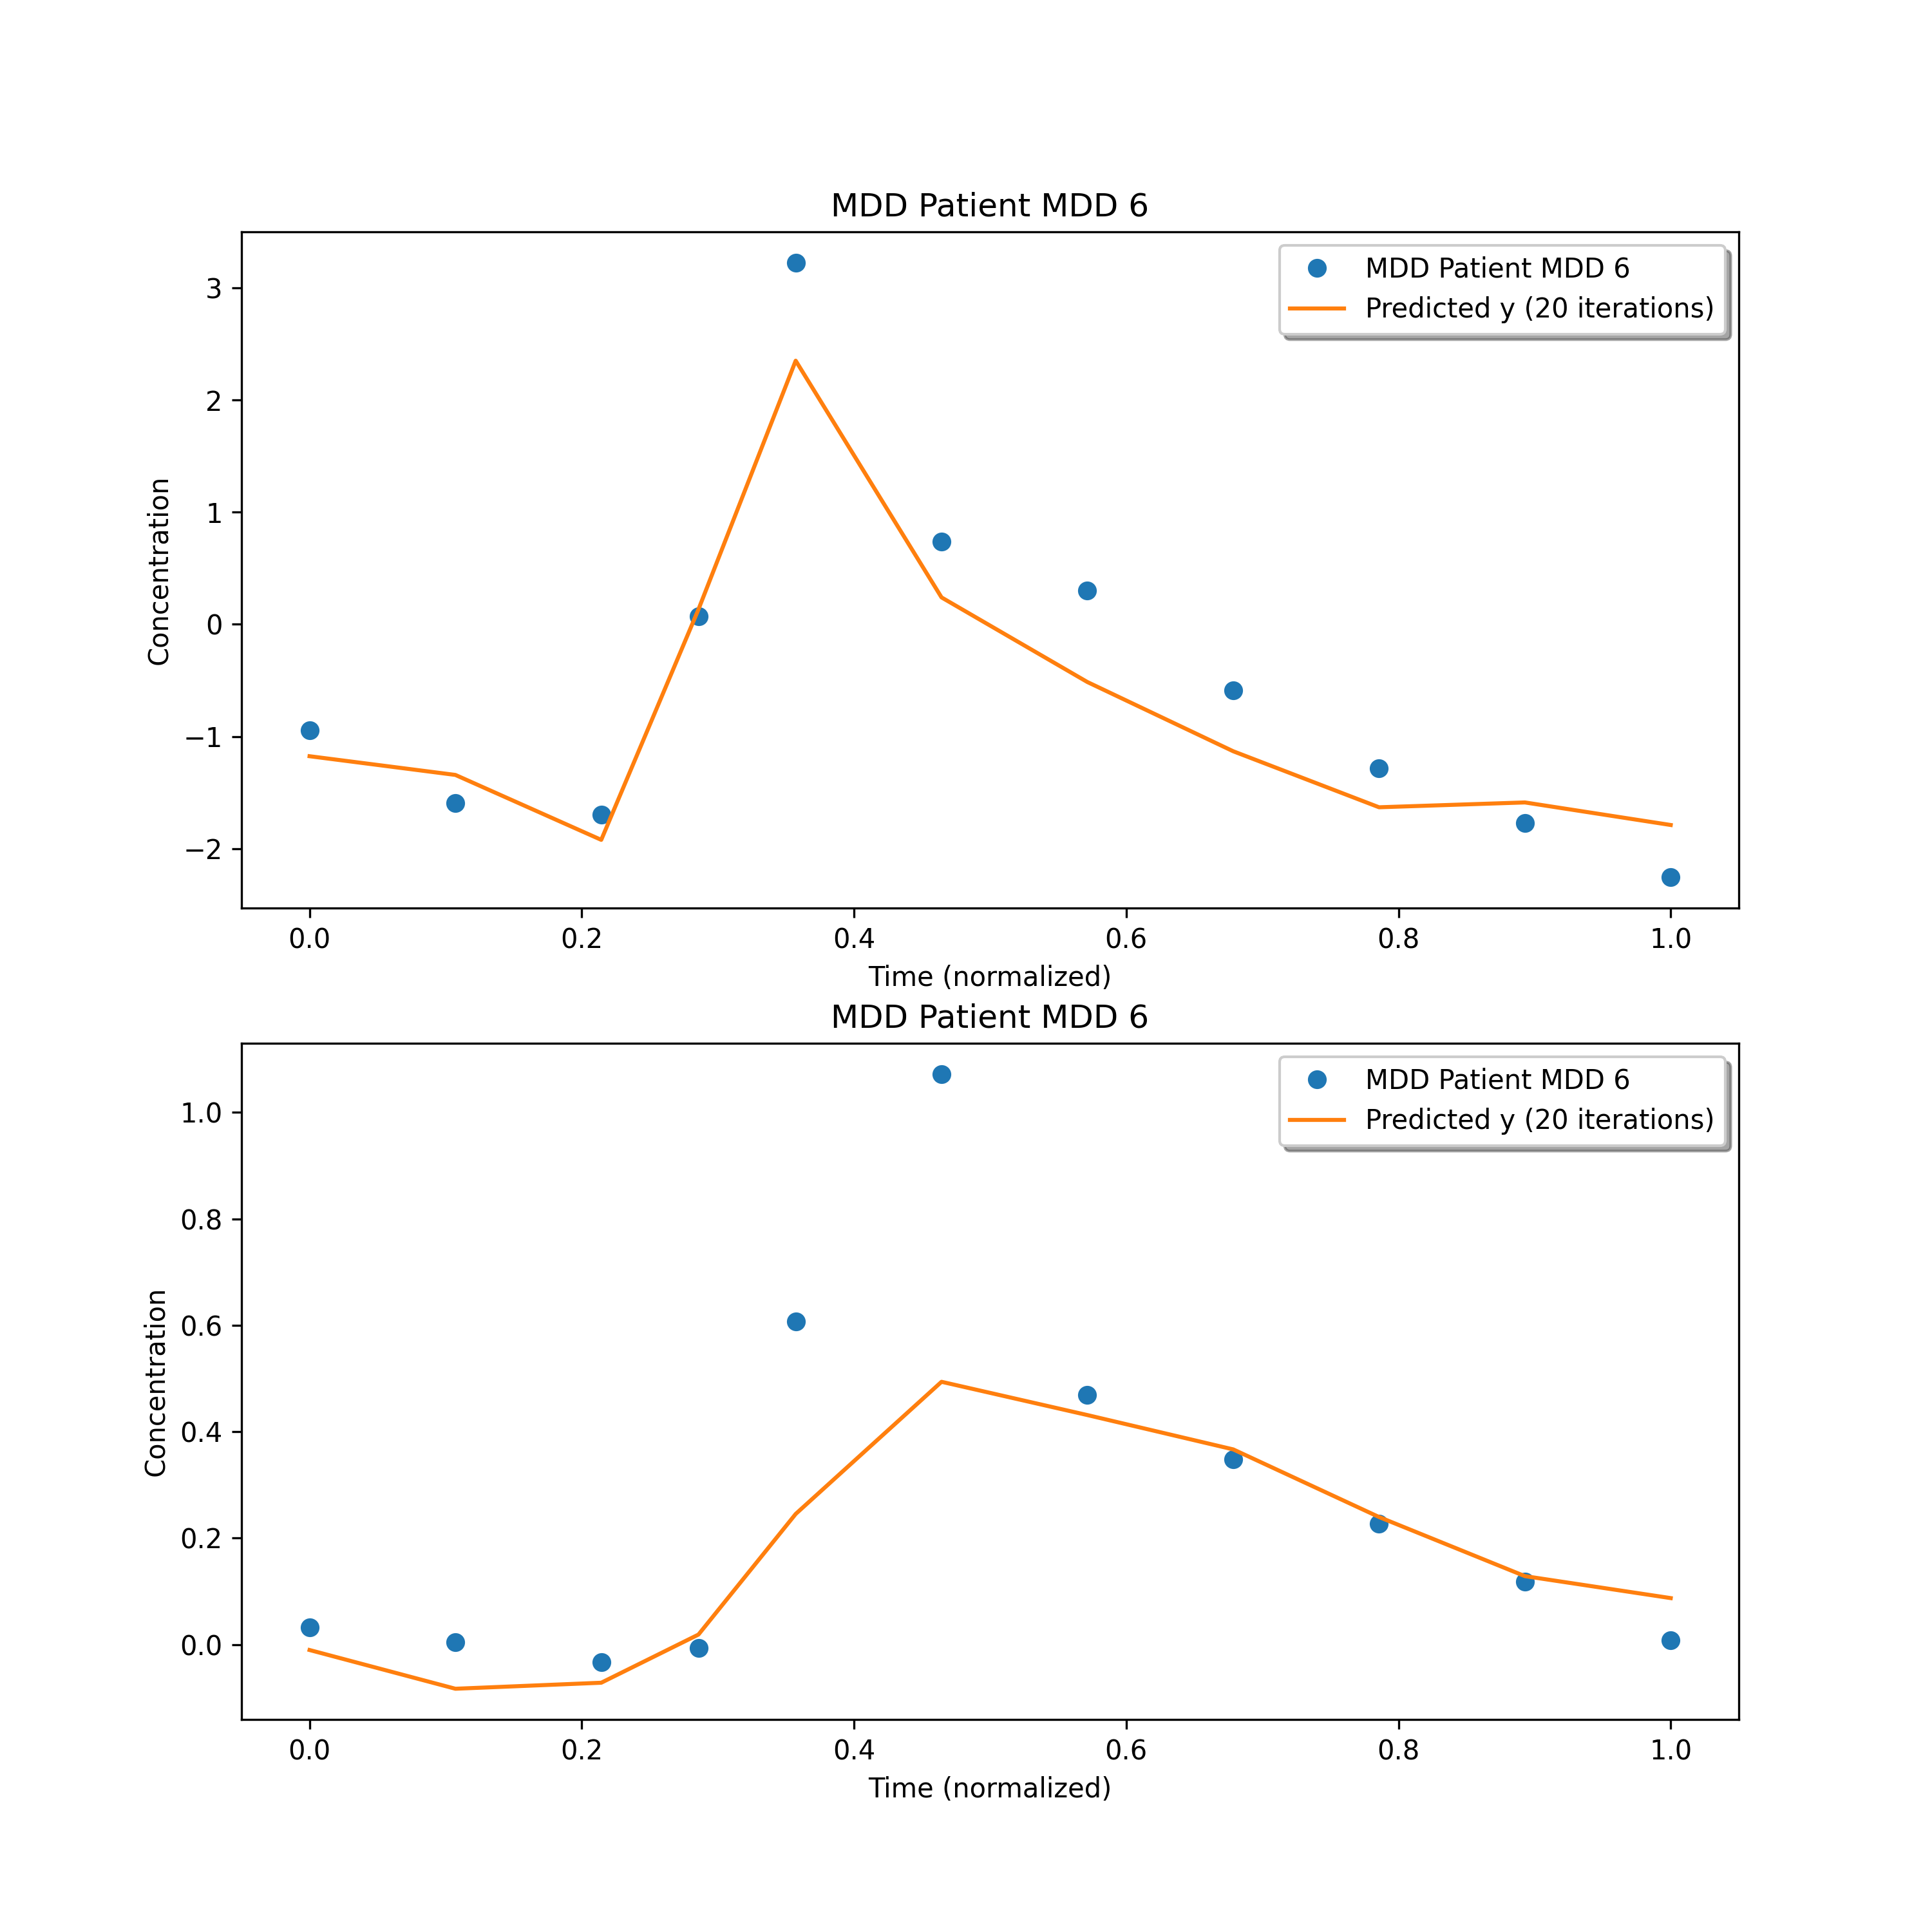 MDD Patient MDD 6
MDD Patient MDD 6
Predicted y (20 iterations)
3
2
1
0
−1
−2
Concentration
0.0 0.2 0.4 0.6 0.8 1.0
Time (normalized)
MDD Patient MDD 6
MDD Patient MDD 6
Predicted y (20 iterations)
1.0
0.8
0.6
0.4
0.2
0.0
Concentration
0.0 0.2 0.4 0.6 0.8 1.0
Time (normalized)